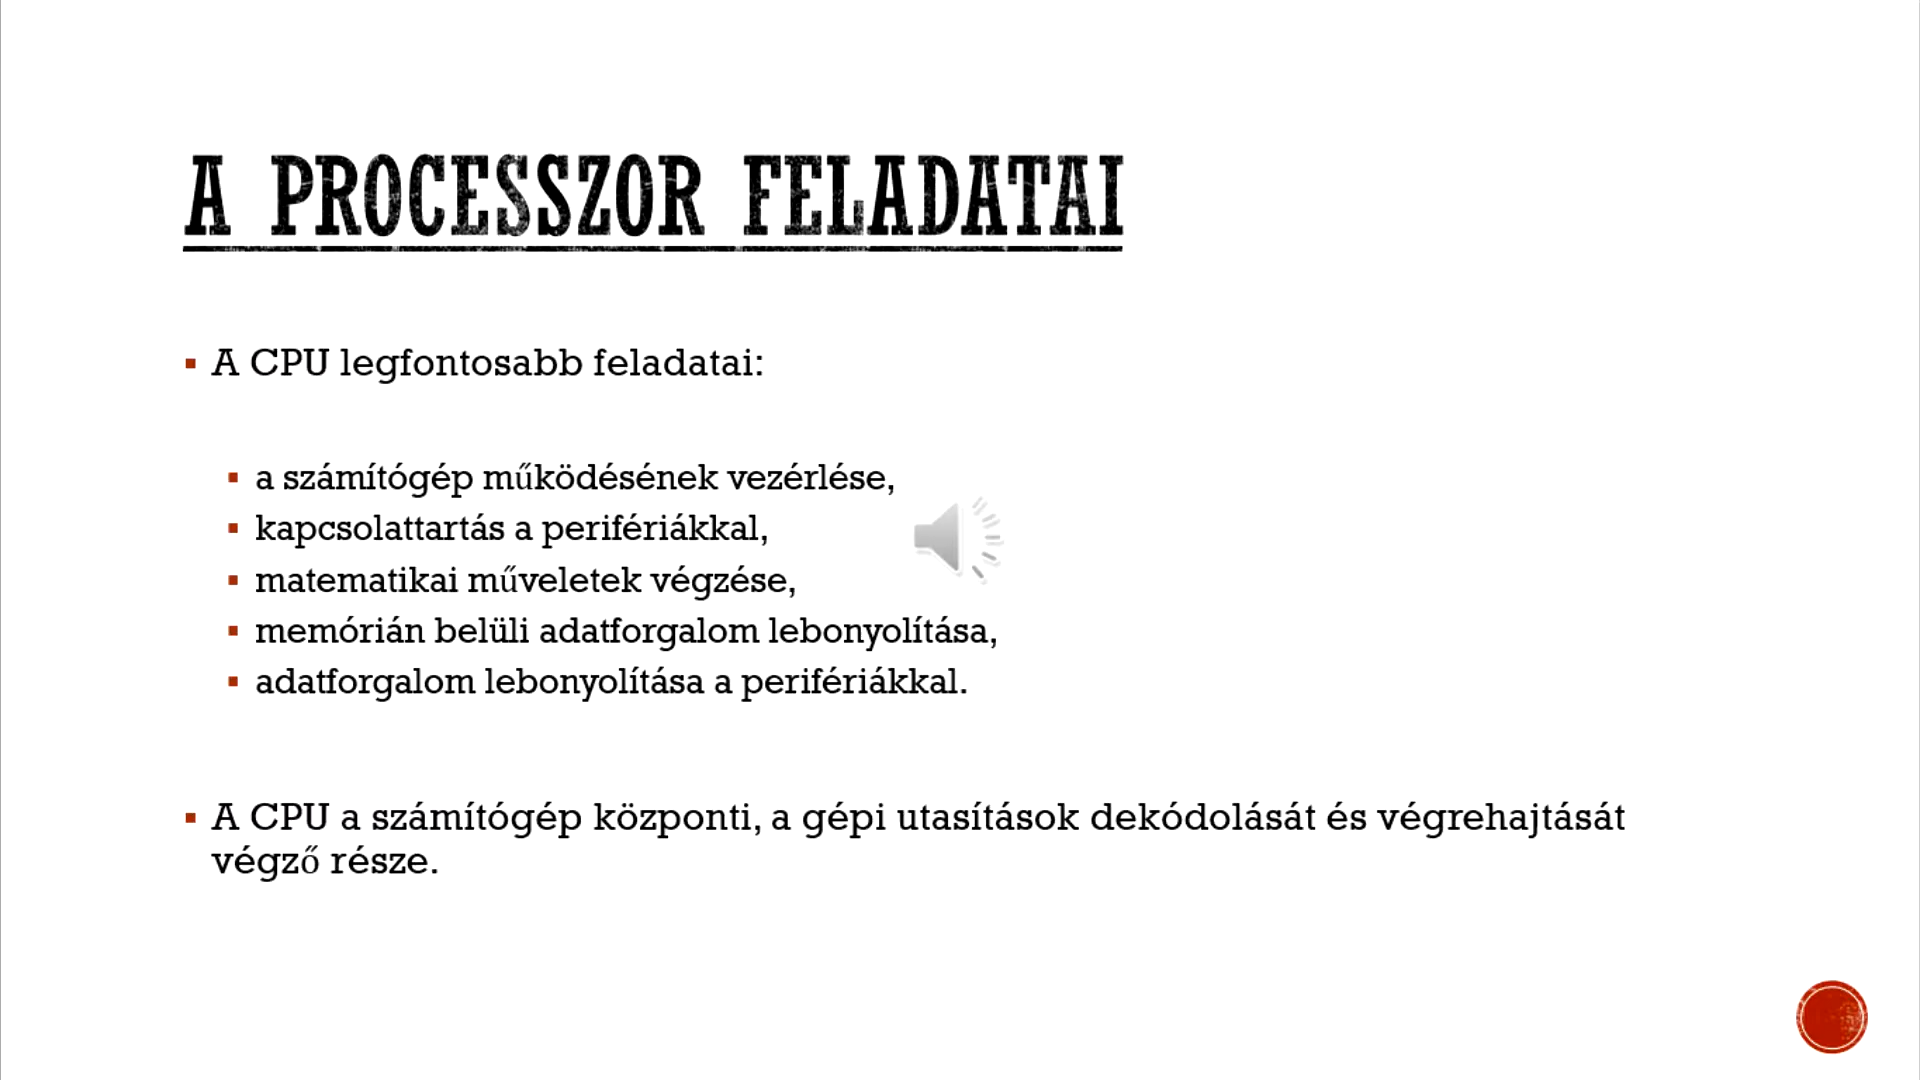 A PROCESSZOR FELADATAI
A CPU legfontosabb feladatai:
a számítógép működésének vezérlése,
kapcsolattartás a perifériákkal,
matematikai műveletek végzése,
memórián belüli adatforgalom lebonyolítása,
adatforgalom lebonyolítása a perifériákkal.
A CPU a számítógép központi, a gépi utasítások dekódolását és végrehajtását
végző része.